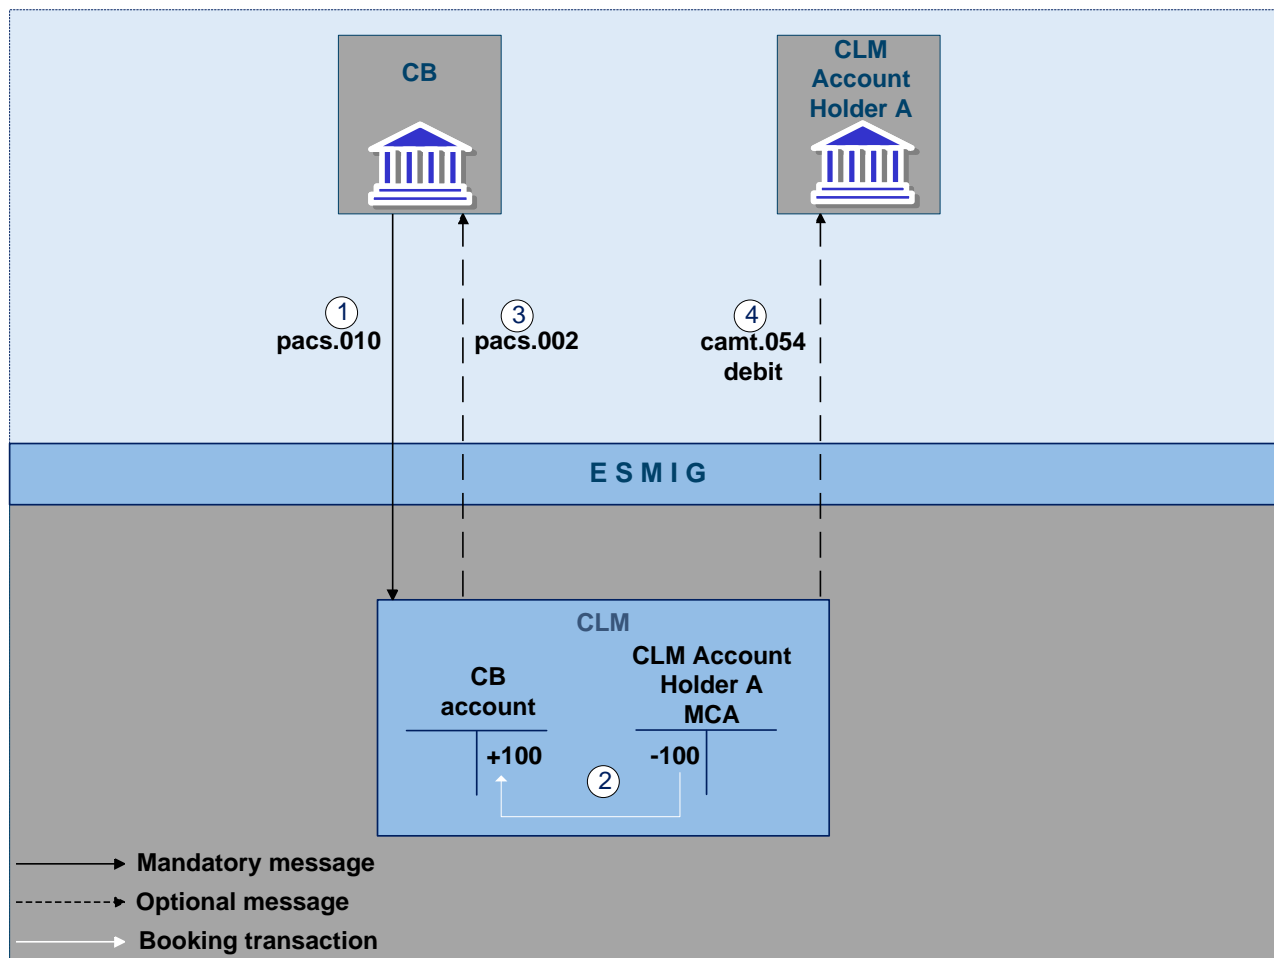 CB
CLM
Account
Holder A
1
pacs.010
3
pacs.002
4
camt.054
debit
E S M I G
CLM
CB
account
CLM Account
Holder A
MCA
+100
-100
2
Mandatory message
Optional message
Booking transaction